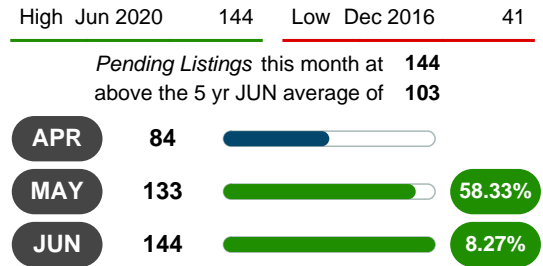 High Jun 2020 144 Low Dec 2016 41
Pending Listings this month at 144
above the 5 yr JUN average of 103
APR 84
MAY 133 58.33%
JUN 144 8.27%